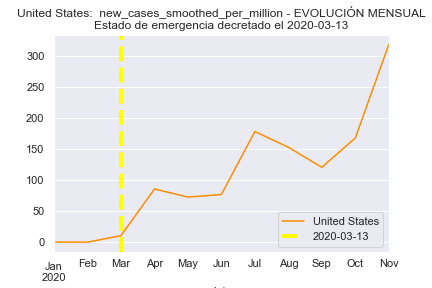 United States:  new_cases_smoothed_per_million - EVOLUCIÓN MENSUAL
Estado de emergencia decretado el 2020-03-13
300
250
200
150
100
50
0
Jan
2020
Feb
Mar
Apr
May
Jun
Jul
Aug
Sep
Oct
Nov
United States
2020-03-13